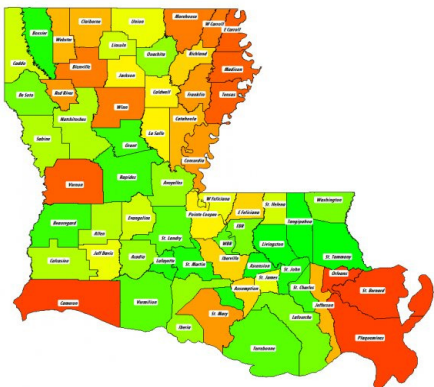 Claiborne
Union
Morehouse
W Carroll
E Carroll
Bossier
Webster
Lincoln
Ouachita
Richland
Caddo
Bienville
Jackson
Madison
De Soto
Red River
Caldwell
Franklin
Tensas
Winn
Natchitoches
Catahoula
Sabine
La Salle
Grant
Concordia
Vernon
Rapides
Avoyelles
W Feliciana
E Feliciana
St. Helena
Washington
Beauregard
Allen
Evangeline
Pointe Coupee
Tangipahoa
EBR
St. Landry
WBR
Livingston
St. Tammany
Calcasieu
Jeff Davis
Acadia
Lafayette
St. Martin
Iberville
Ascension
St. John
Orleans
St. James
St. Bernard
Cameron
Vermilion
Assumption
St. Charles
Jefferson
Iberia
St. Mary
Lafourche
Plaquemines
Terrebonne